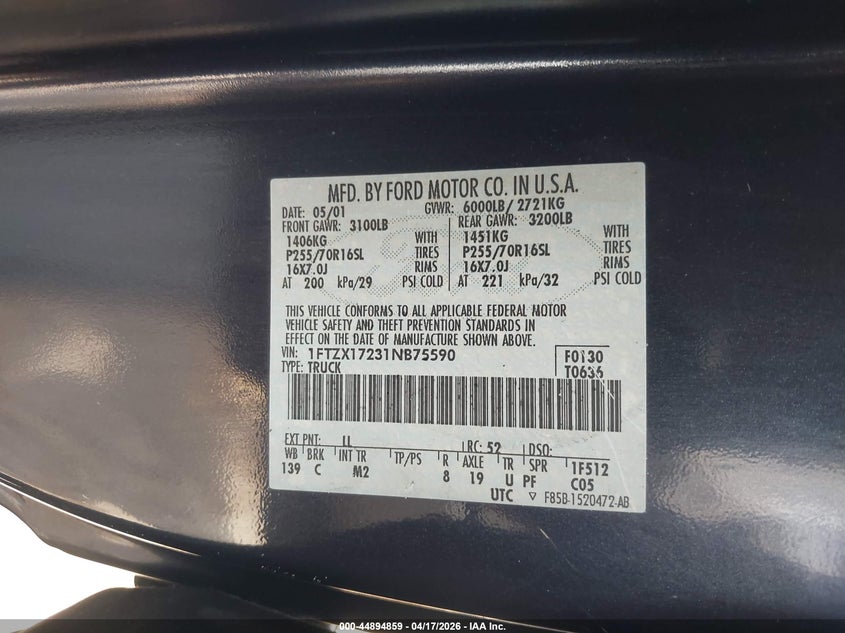 MFD. BY FORD MOTOR CO. IN U.S.A.
DATE: 05/01 GVWR: 6000LB/ 2721KG
FRONT GAWR: 3100LB REAR GAWR: 3200LB
1406KG WITH 1451KG WITH
P255/70R16SL TIRES P255/70R16SL TIRES
16X7.0J RIMS 16X7.0J RIMS
AT 200 kPa/29 PSI COLD AT 221 kPa/32 PSI COLD
THIS VEHICLE CONFORMS TO ALL APPLICABLE FEDERAL MOTOR
VEHICLE SAFETY AND THEFT PREVENTION STANDARDS IN
EFFECT ON THE DATE OF MANUFACTURE SHOWN ABOVE.
VIN: 1FTZX17231NB75590 F0130
TYPE: TRUCK T0636
EXT PNT: LL RC: 52 DSO:
WB BRK INT TR TP/PS R AXLE TR SPR 1F512
139 C M2 8 19 U PF C05
UTC ▽ F85B-1520472-AB
000-44894859 | 04/17/2026 | IAA Inc.